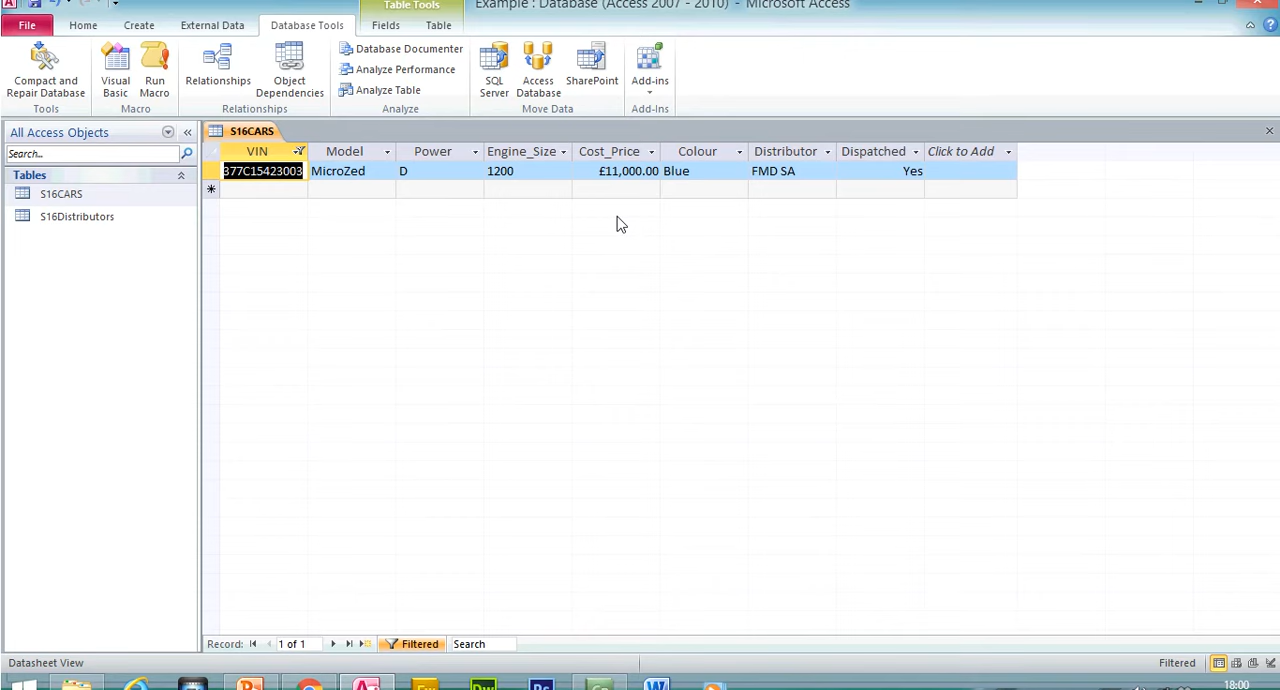 Table Tools
Example : Database (Access 2007 - 2010) - Microsoft Access
File Home Create External Data Database Tools Fields Table
Compact and Repair Database
Visual Basic
Run Macro
Relationships
Object Dependencies
Database Documenter
Analyze Performance
Analyze Table
SQL Server
Access Database
SharePoint
Add-ins
Tools Macro Relationships Analyze Move Data Add-Ins
All Access Objects
Search...
Tables
S16CARS
S16Distributors
S16CARS
VIN Model Power Engine_Size Cost_Price Colour Distributor Dispatched Click to Add
377C15423003 MicroZed D 1200 £11,000.00 Blue FMD SA Yes
Record: 1 of 1 Filtered Search
Datasheet View Filtered
18:00